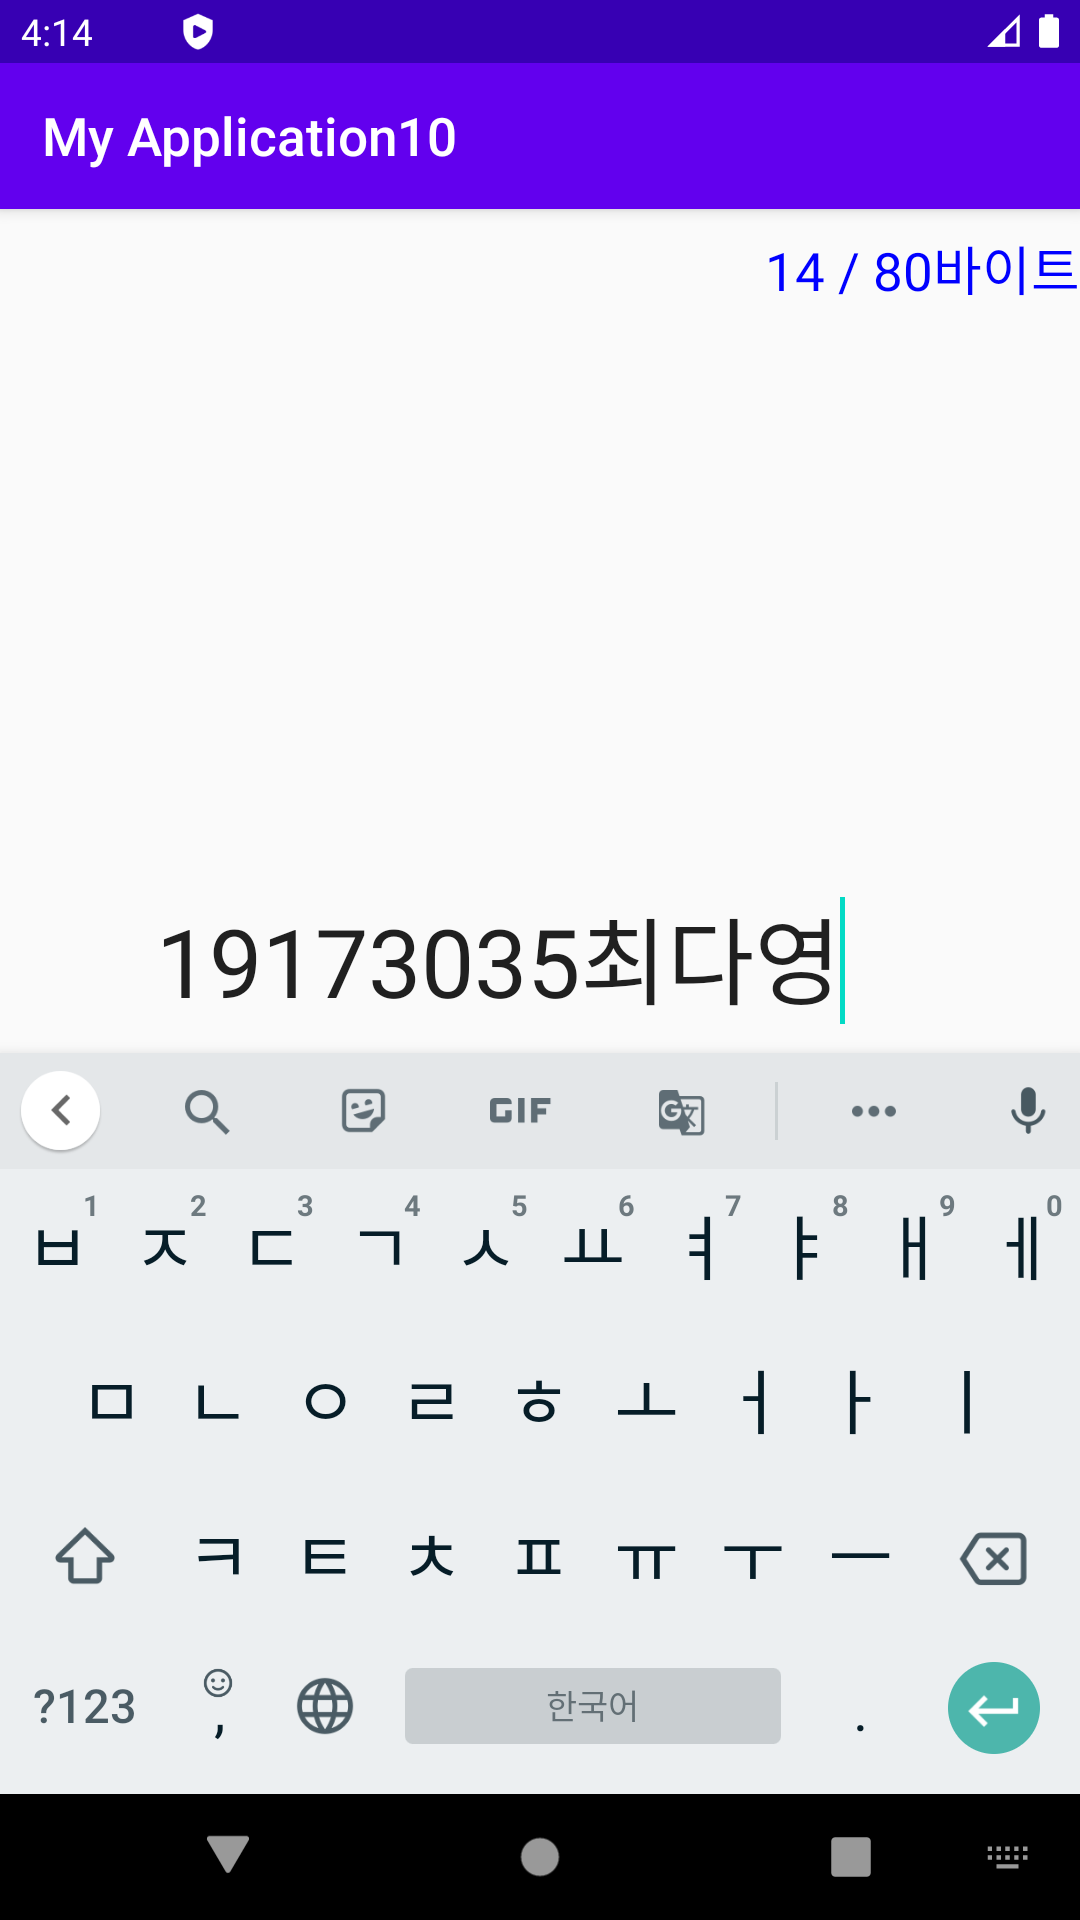 4:14
My Application10
14 / 80바이트
19173035최다영
GIF
G
1 2 3 4 5 6 7 8 9 0
ㅂ ㅈ ㄷ ㄱ ㅅ ㅛ ㅕ ㅑ ㅐ ㅔ
ㅁ ㄴ ㅇ ㄹ ㅎ ㅗ ㅓ ㅏ ㅣ
ㅋ ㅌ ㅊ ㅍ ㅠ ㅜ ㅡ
?123 , 한국어 .